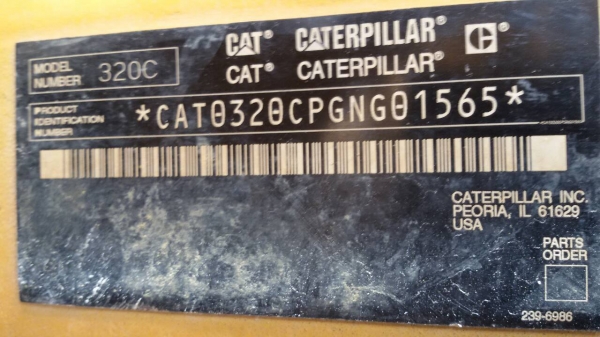 CAT® CATERPILLAR® C®
CAT® CATERPILLAR®
MODEL NUMBER 320C
PRODUCT IDENTIFICATION NUMBER *CAT0320CPGNG01565*
CATERPILLAR INC.
PEORIA, IL 61629
USA
PARTS
ORDER
239-6986